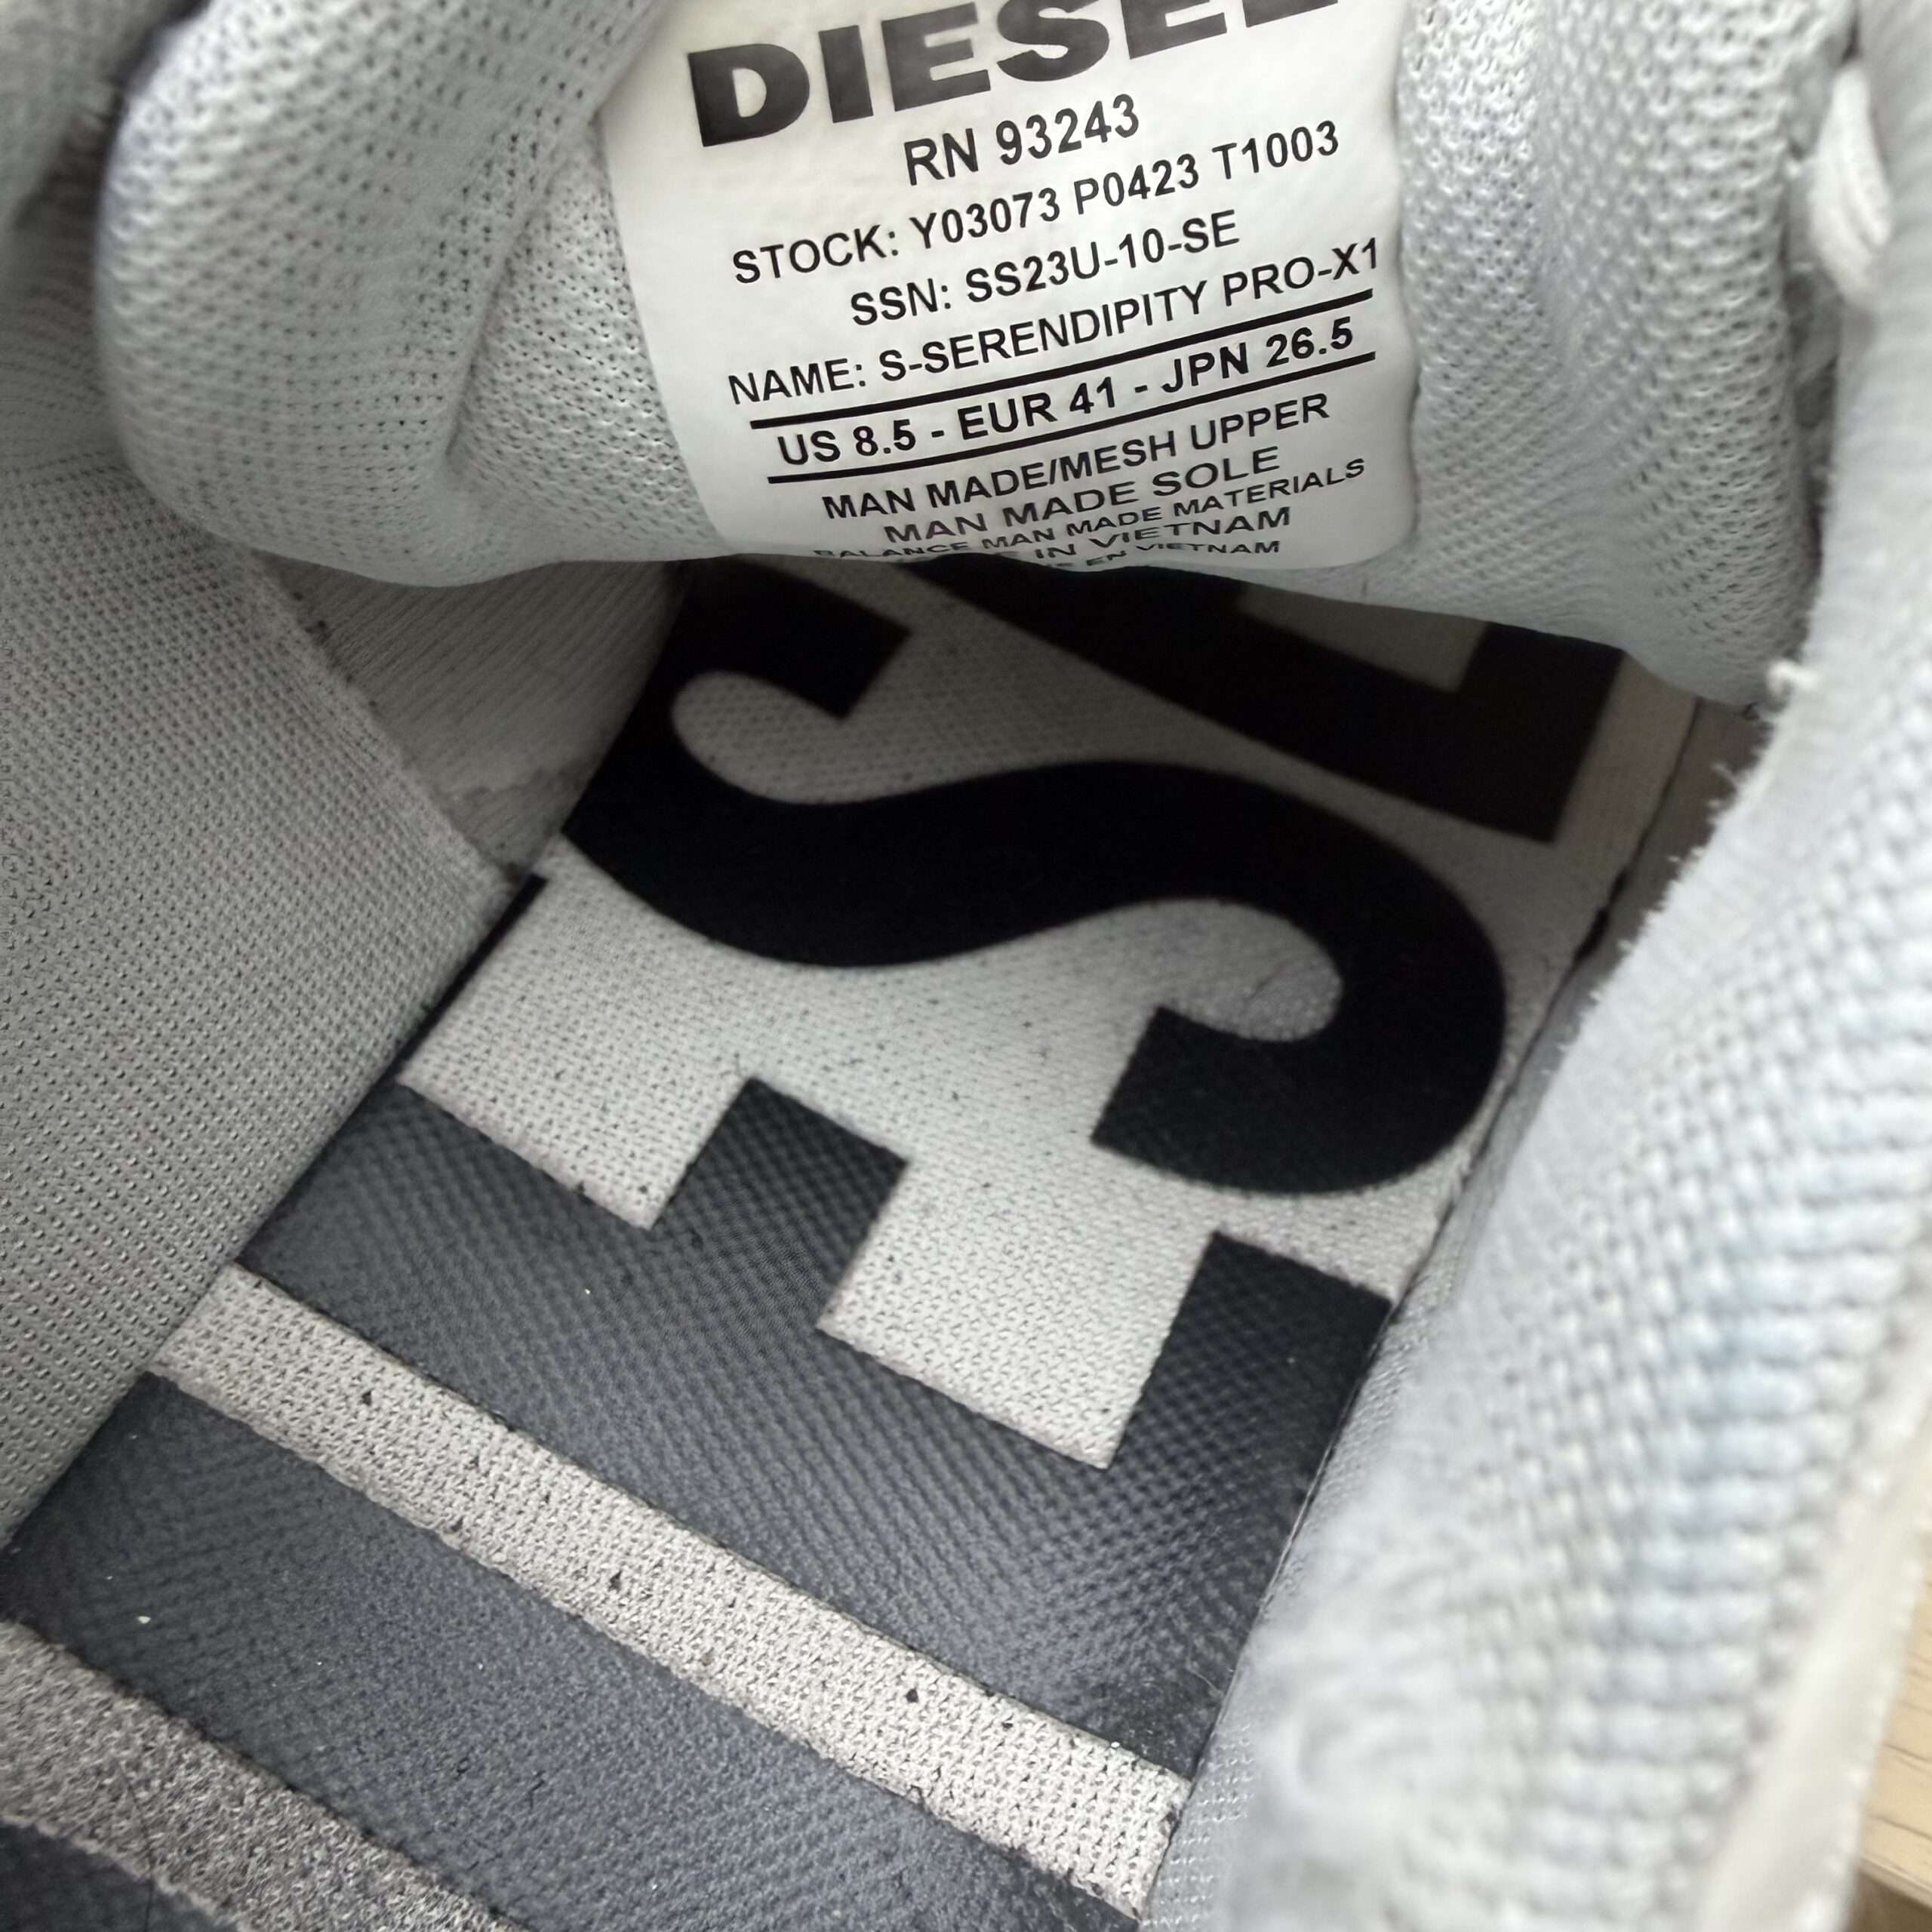 DIESEL
RN 93243
STOCK: Y03073 P0423 T1003
SSN: SS23U-10-SE
NAME: S-SERENDIPITY PRO-X1
US 8.5 - EUR 41 - JPN 26.5
MAN MADE/MESH UPPER
MAN MADE SOLE
BALANCE MAN MADE MATERIALS
IN VIETNAM
EN VIETNAM
IESE